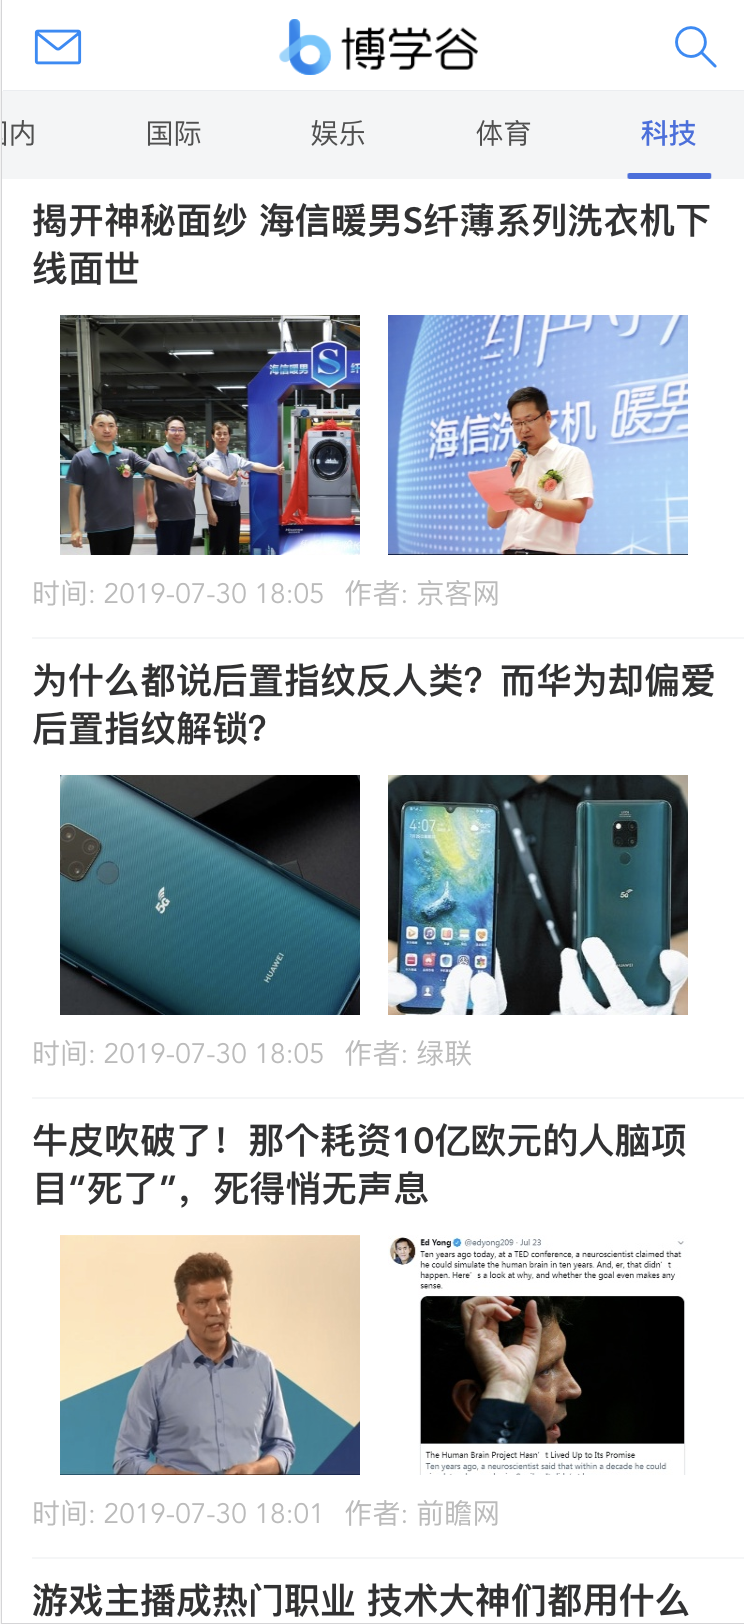 博学谷
内
国际
娱乐
体育
科技
揭开神秘面纱 海信暖男S纤薄系列洗衣机下
线面世
海信暖男
S
纤
海信洗衣机 暖男
时间: 2019-07-30 18:05 作者: 京客网
为什么都说后置指纹反人类？而华为却偏爱
后置指纹解锁？
5G
HUAWEI
4:07
5G
HUAWEI
时间: 2019-07-30 18:05 作者: 绿联
牛皮吹破了！那个耗资10亿欧元的人脑项
目“死了”，死得悄无声息
Ed Yong @edyong209 · Jul 23
Ten years ago today, at a TED conference, a neuroscientist claimed that
he could simulate the human brain in ten years. And, er, that didn’t
happen. Here’s a look at why, and whether the goal even makes any
sense.
The Human Brain Project Hasn’t Lived Up to Its Promise
Ten years ago, a neuroscientist said that within a decade he could
时间: 2019-07-30 18:01 作者: 前瞻网
游戏主播成热门职业 技术大神们都用什么